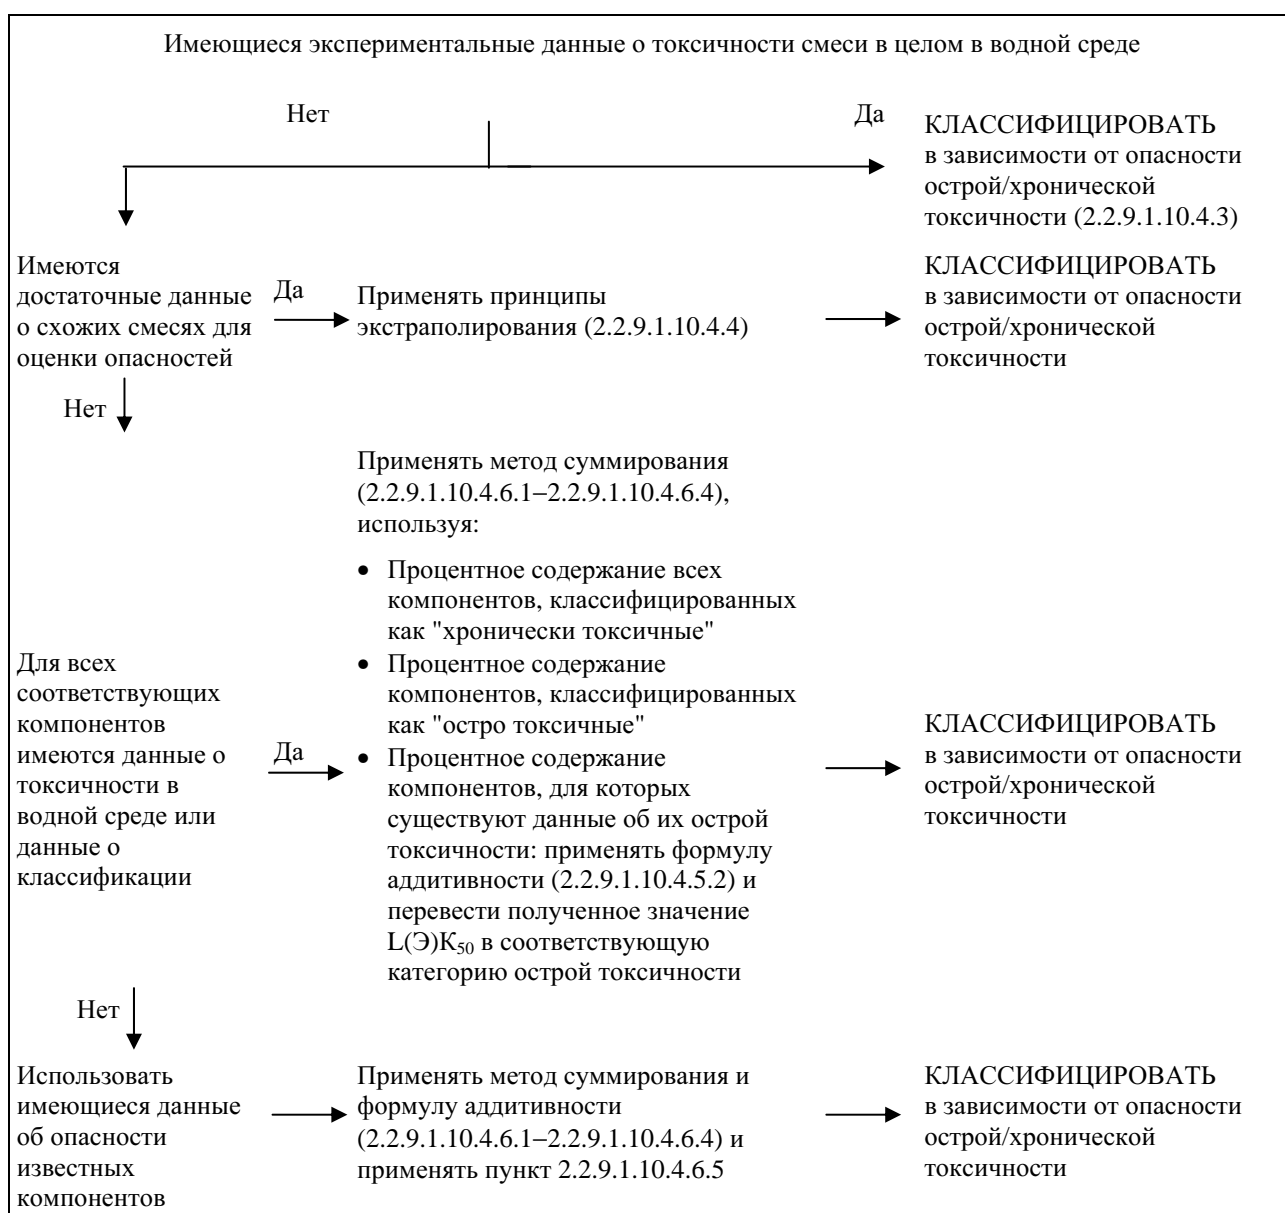 Имеющиеся экспериментальные данные о токсичности смеси в целом в водной среде
Нет
Да
КЛАССИФИЦИРОВАТЬ
в зависимости от опасности
острой/хронической
токсичности (2.2.9.1.10.4.3)
Имеются
достаточные данные
о схожих смесях для
оценки опасностей
Да
Применять принципы
экстраполирования (2.2.9.1.10.4.4)
КЛАССИФИЦИРОВАТЬ
в зависимости от опасности
острой/хронической
токсичности
Нет
Для всех
соответствующих
компонентов
имеются данные о
токсичности в
водной среде или
данные о
классификации
Да
Применять метод суммирования
(2.2.9.1.10.4.6.1–2.2.9.1.10.4.6.4),
используя:
• Процентное содержание всех
компонентов, классифицированных
как "хронически токсичные"
• Процентное содержание
компонентов, классифицированных
как "остро токсичные"
• Процентное содержание
компонентов, для которых
существуют данные об их острой
токсичности: применять формулу
аддитивности (2.2.9.1.10.4.5.2) и
перевести полученное значение
L(Э)К₅₀ в соответствующую
категорию острой токсичности
КЛАССИФИЦИРОВАТЬ
в зависимости от опасности
острой/хронической
токсичности
Нет
Использовать
имеющиеся данные
об опасности
известных
компонентов
Применять метод суммирования и
формулу аддитивности
(2.2.9.1.10.4.6.1–2.2.9.1.10.4.6.4) и
применять пункт 2.2.9.1.10.4.6.5
КЛАССИФИЦИРОВАТЬ
в зависимости от опасности
острой/хронической
токсичности